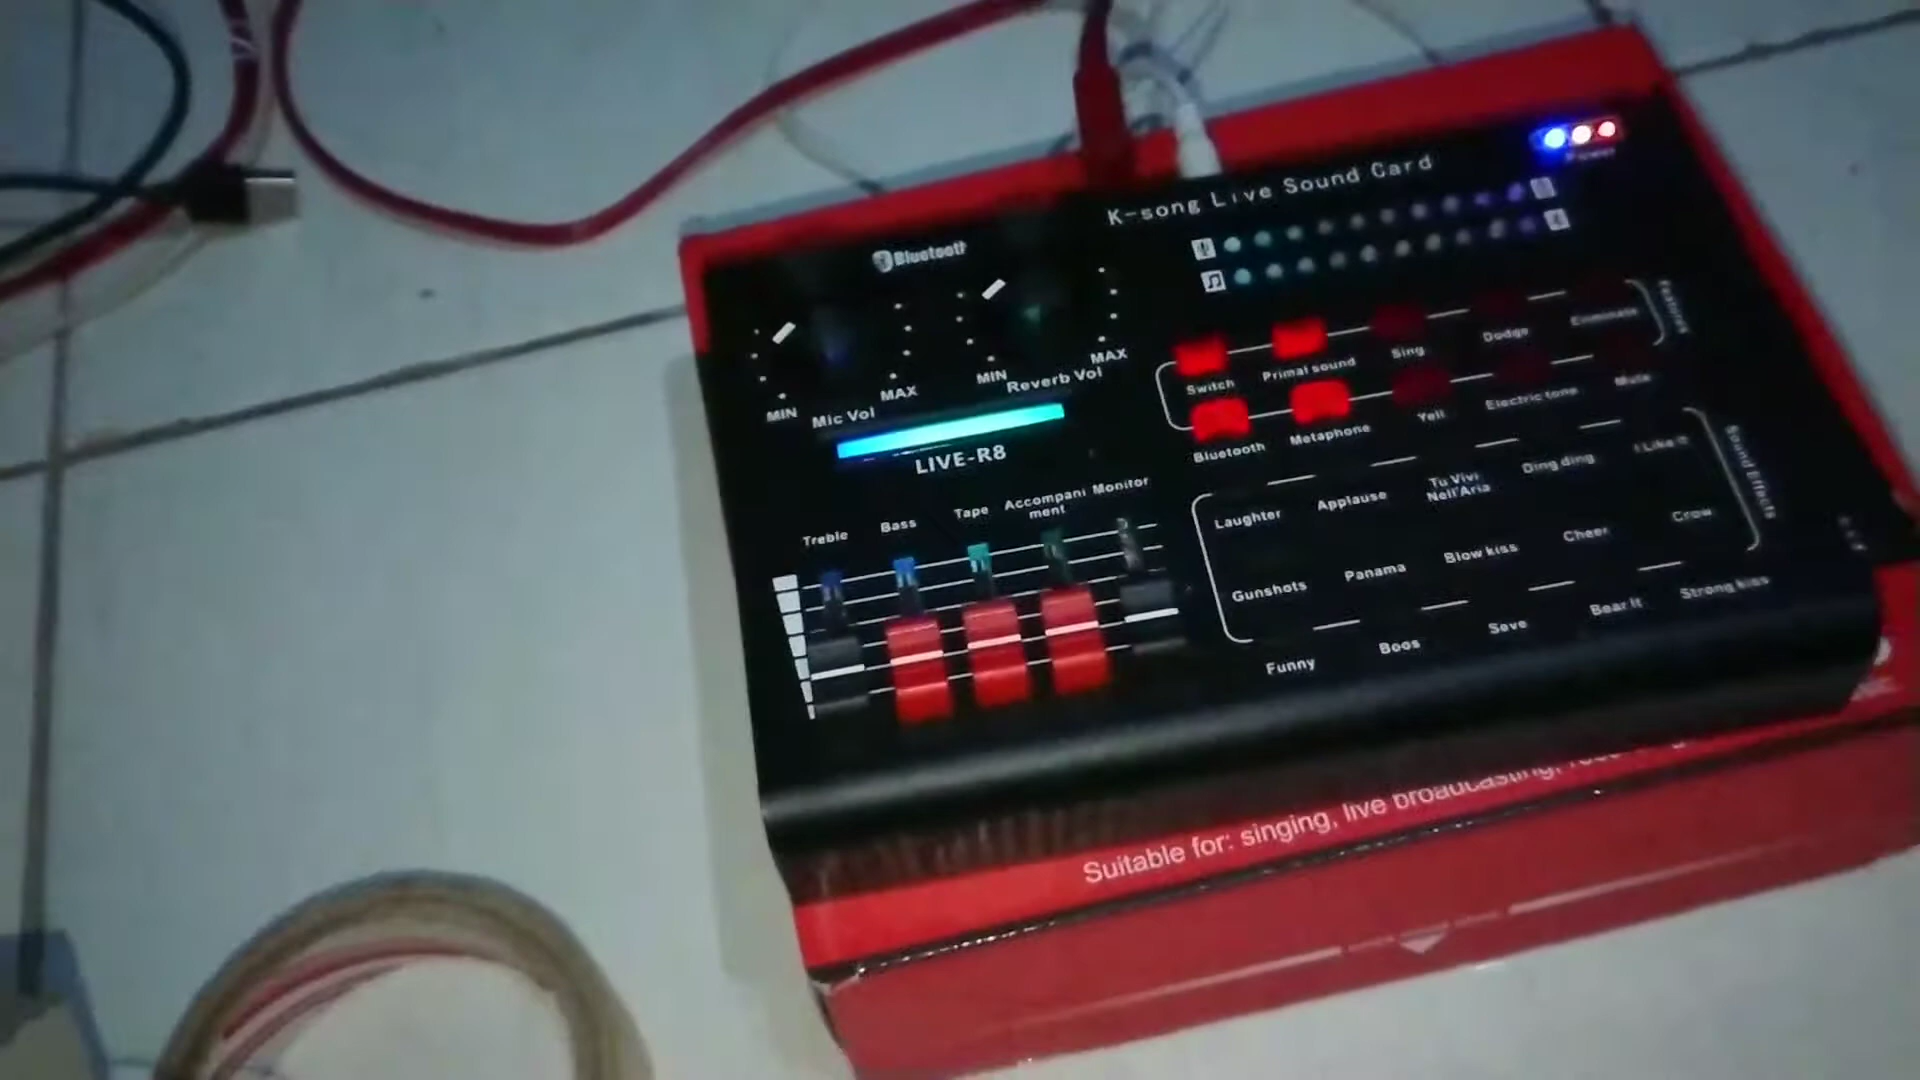 K-song Live Sound Card
Power
Bluetooth
MIN
MAX
Mic Vol
MIN
MAX
Reverb Vol
LIVE-R8
Treble
Bass
Tape
Accompani
ment
Monitor
Switch
Primal sound
Sing
Dodge
Eliminate
Features
Bluetooth
Metaphone
Yell
Electric tone
Mute
Laughter
Applause
Tu Vivi
Nell'Aria
Ding ding
I Like it
Sound Effects
Gunshots
Panama
Blow kiss
Cheer
Crow
Funny
Boos
Seve
Bear It
Strong kiss
Suitable for: singing, live broadcasting,